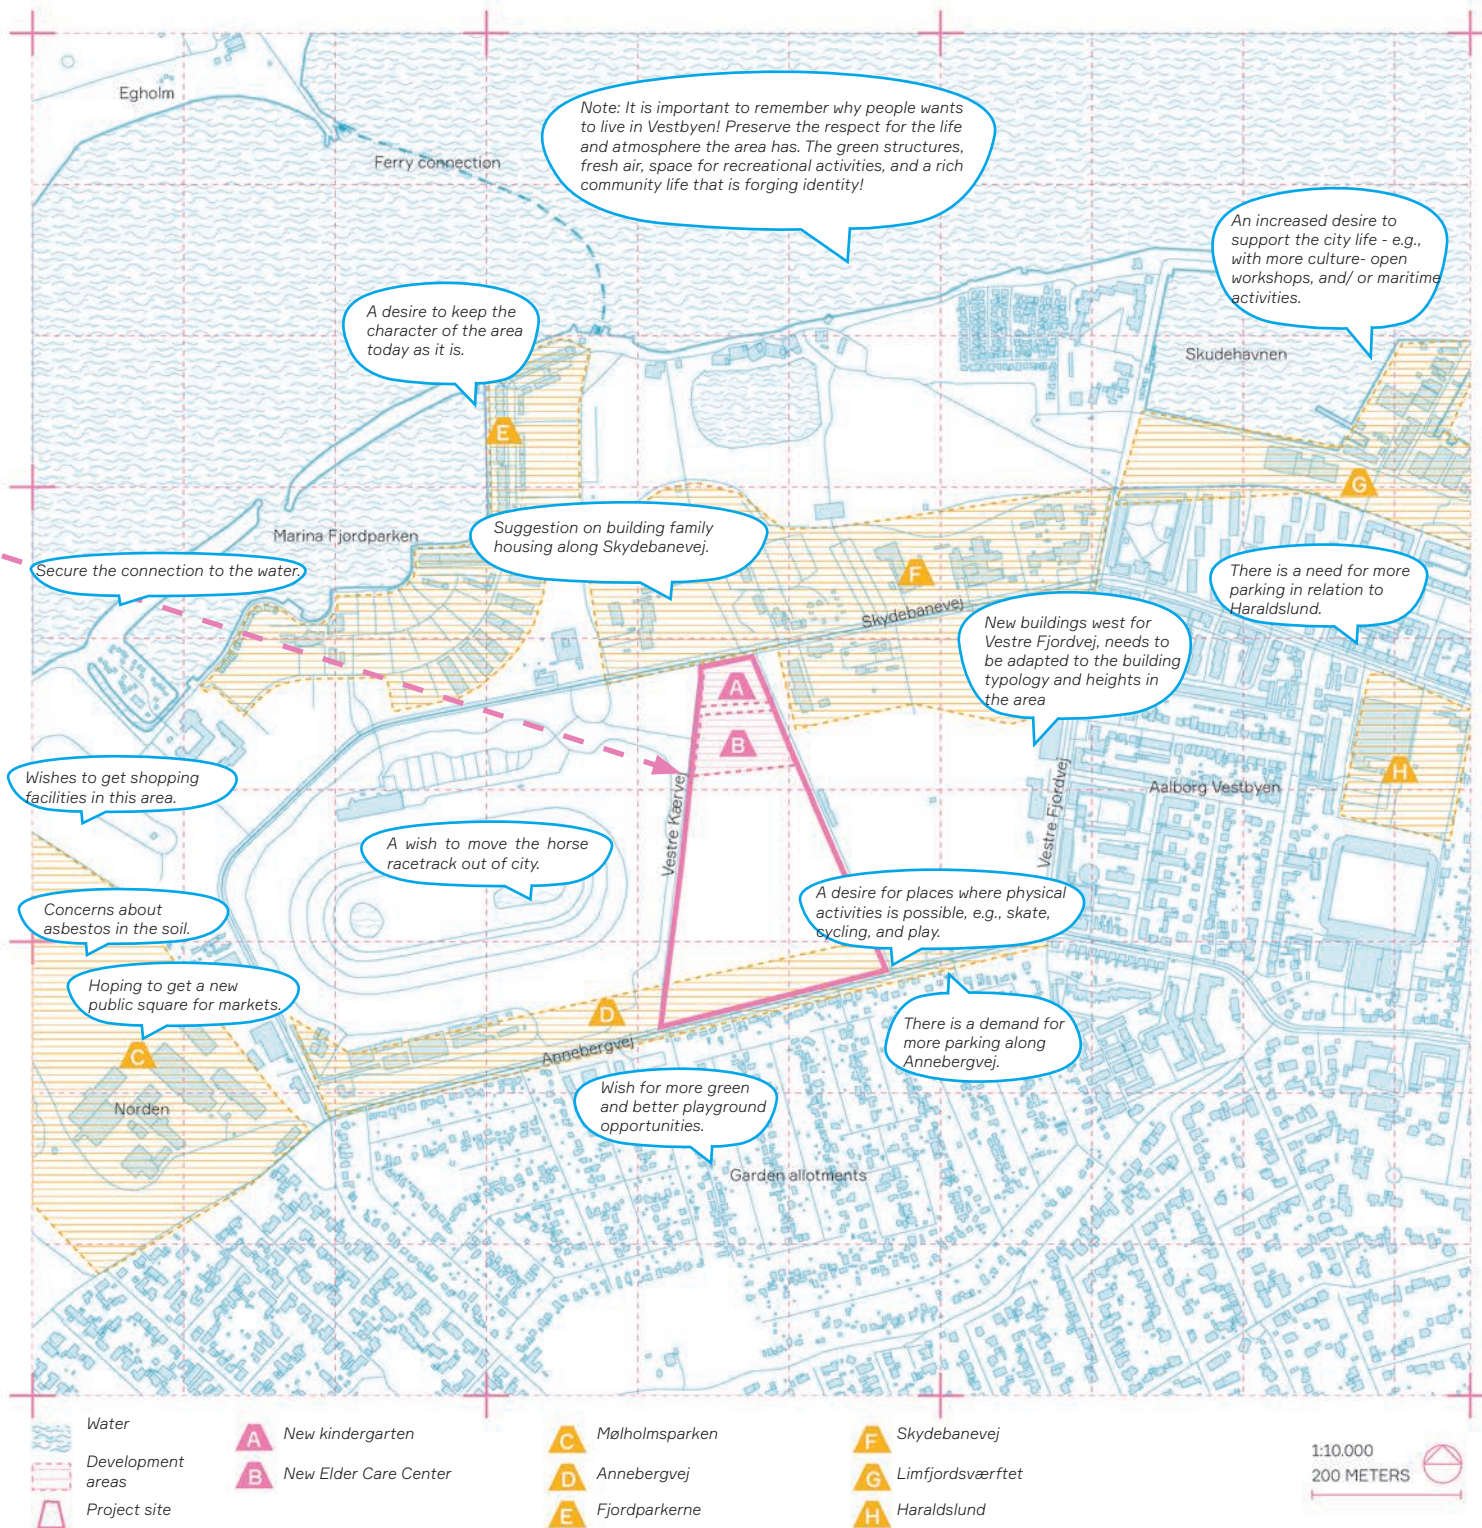 Egholm
Ferry connection
Note: It is important to remember why people wants
to live in Vestbyen! Preserve the respect for the life
and atmosphere the area has. The green structures,
fresh air, space for recreational activities, and a rich
community life that is forging identity!
An increased desire to
support the city life - e.g.,
with more culture- open
workshops, and/ or maritime
activities.
A desire to keep the
character of the area
today as it is.
Skudehavnen
E
G
Marina Fjordparken
Suggestion on building family
housing along Skydebanevej.
Secure the connection to the water.
F
Skydebanevej
There is a need for more
parking in relation to
Haraldslund.
New buildings west for
Vestre Fjordvej, needs to
be adapted to the building
typology and heights in
the area
A
B
H
Wishes to get shopping
facilities in this area.
Vestre Kærvej
Vestre Fjordvej
Aalborg Vestbyen
A wish to move the horse
racetrack out of city.
A desire for places where physical
activities is possible, e.g., skate,
cycling, and play.
Concerns about
asbestos in the soil.
Hoping to get a new
public square for markets.
D
C
Annebergvej
There is a demand for
more parking along
Annebergvej.
Norden
Wish for more green
and better playground
opportunities.
Garden allotments
Water
Development
areas
Project site
A New kindergarten
B New Elder Care Center
C Mølholmsparken
D Annebergvej
E Fjordparkerne
F Skydebanevej
G Limfjordsværftet
H Haraldslund
1:10.000
200 METERS